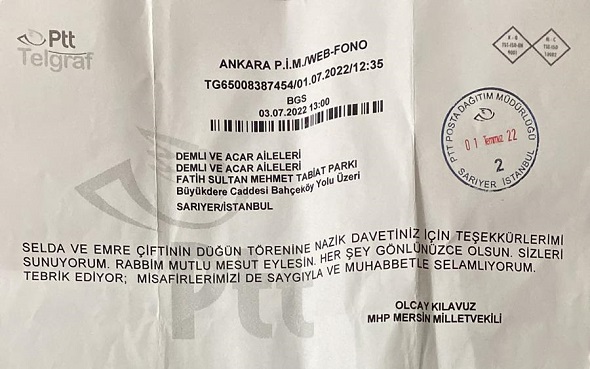 Ptt
Telgraf
ANKARA P.İ.M./WEB-FONO
TG65008387454/01.07.2022/12:35
BGS
03.07.2022 13:00
DEMLİ VE ACAR AİLELERİ
DEMLİ VE ACAR AİLELERİ
FATİH SULTAN MEHMET TABİAT PARKI
Büyükdere Caddesi Bahçeköy Yolu Üzeri
SARIYER/İSTANBUL
PTT POSTA DAĞITIM MÜDÜRLÜĞÜ
01 Temmuz 22
2
SARIYER İSTANBUL
SELDA VE EMRE ÇİFTİNİN DÜĞÜN TÖRENİNE NAZİK DAVETİNİZ İÇİN TEŞEKKÜRLERİMİ
SUNUYORUM. RABBİM MUTLU MESUT EYLESİN. HER ŞEY GÖNLÜNÜZCE OLSUN. SİZLERİ
TEBRİK EDİYOR; MİSAFİRLERİMİZİ DE SAYGIYLA VE MUHABBETLE SELAMLIYORUM.
OLCAY KILAVUZ
MHP MERSİN MİLLETVEKİLİ
Ptt